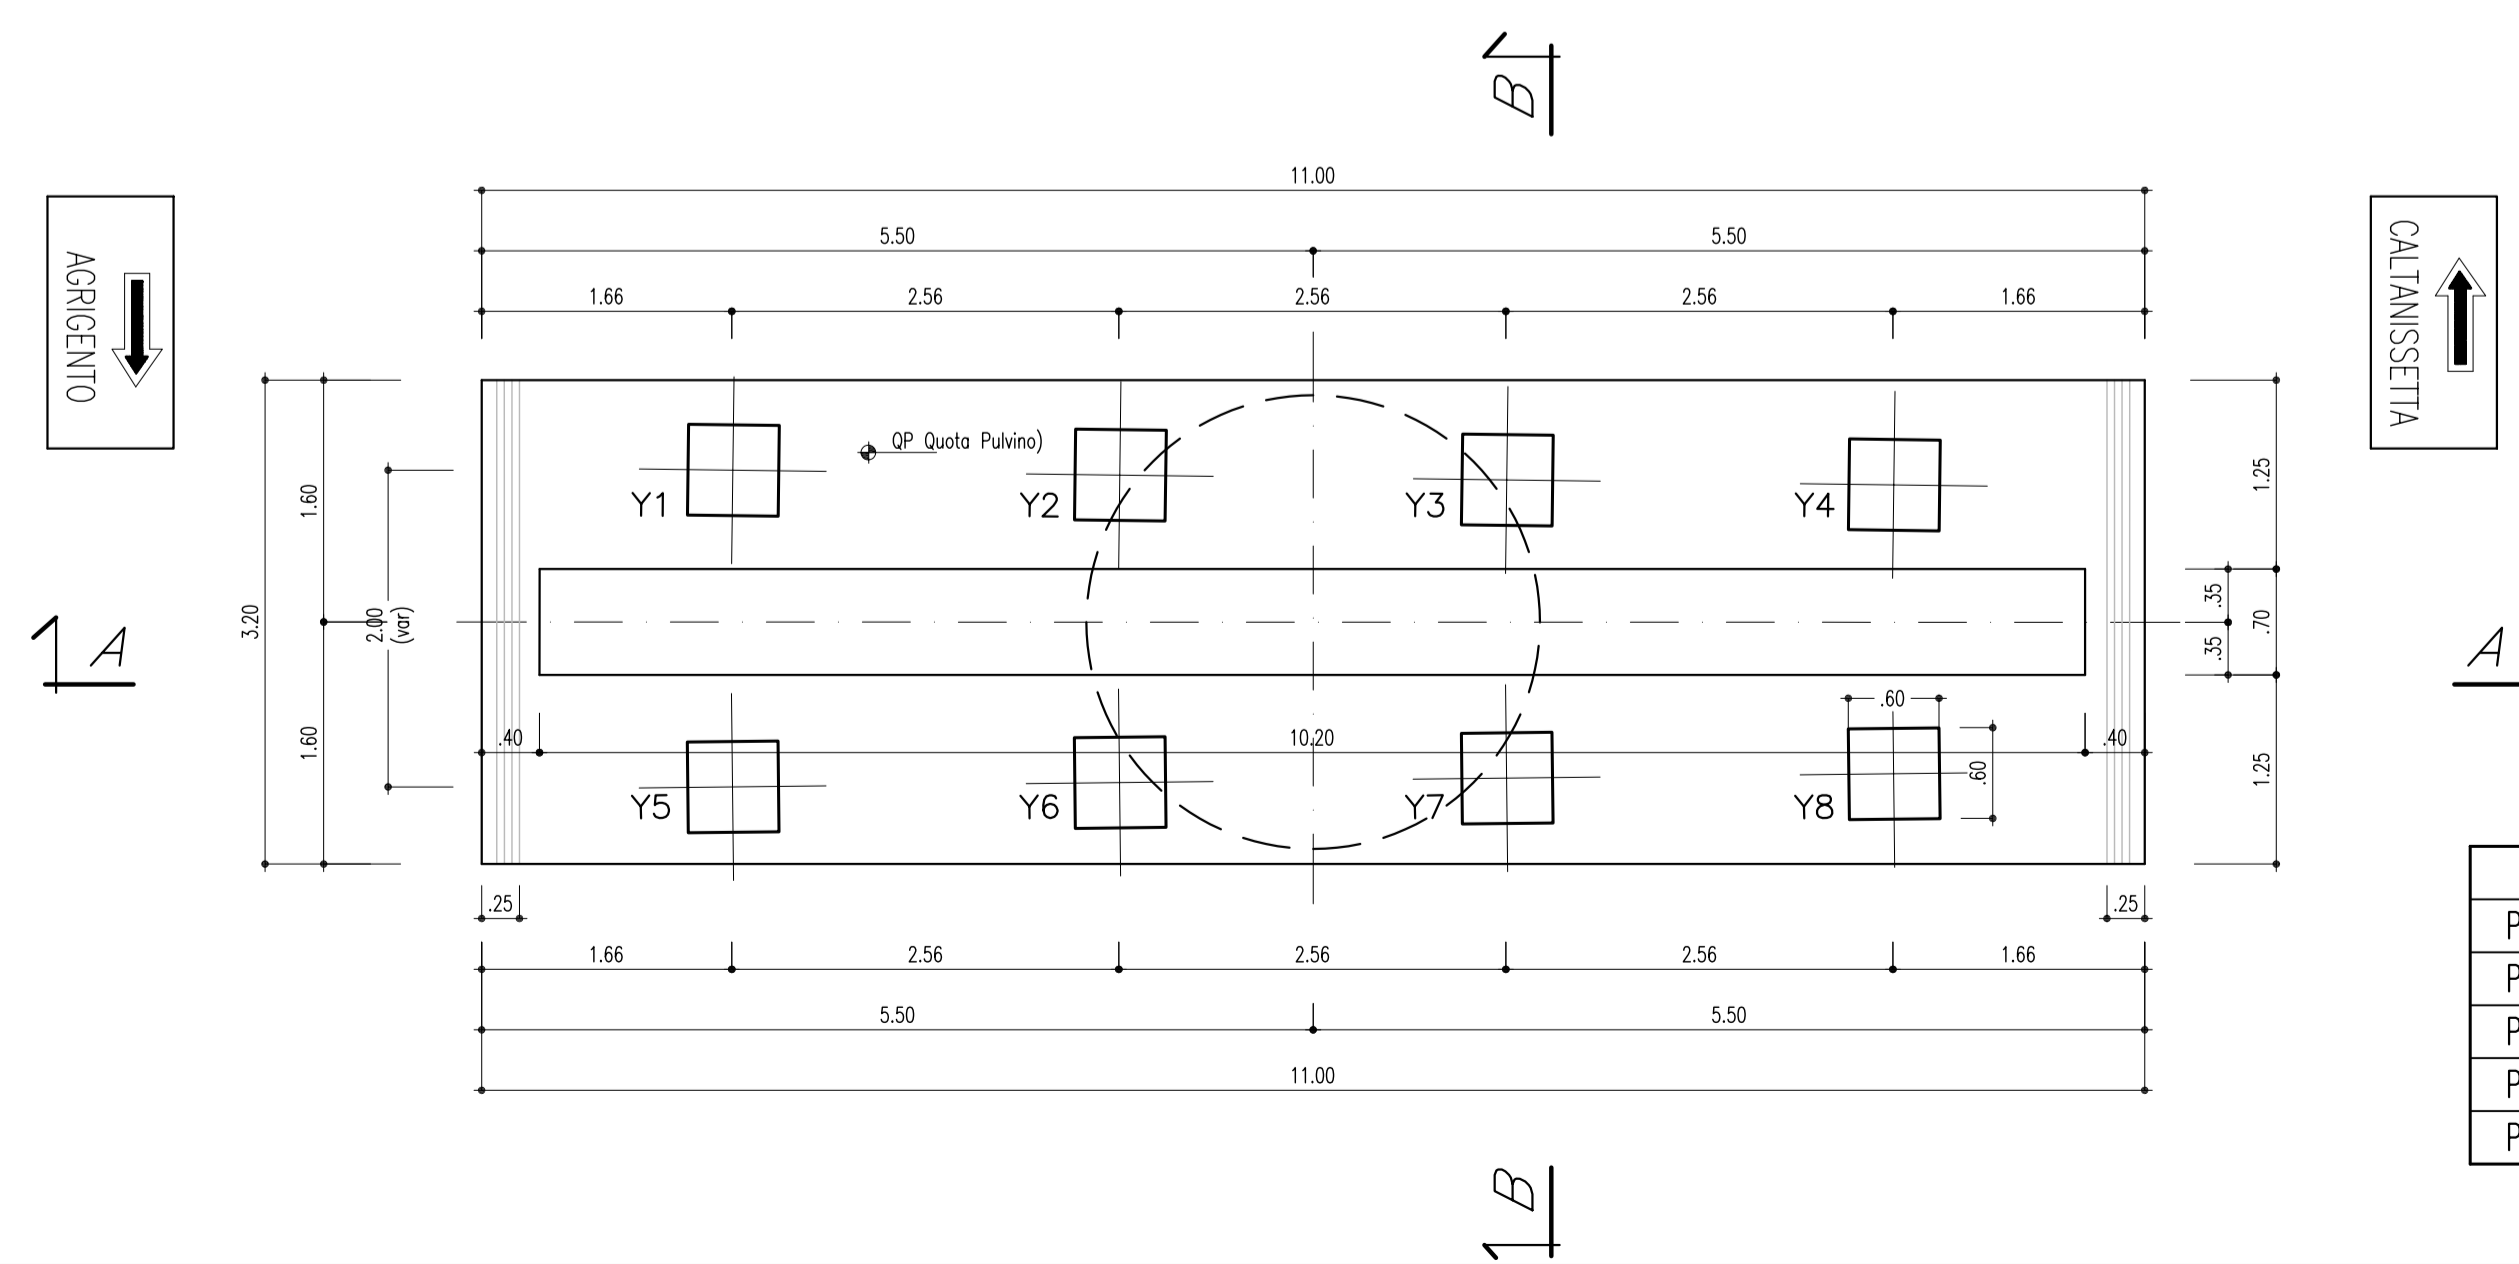 B
11.00
5.50 5.50
1.66 2.56 2.56 2.56 1.66
AGRIGENTO
CALTANISSETTA
QP Quota Pulvino)
Y1 Y2 Y3 Y4
1.60
1.25
3.20
2.00
(var)
.35
.70
.35
A
A
.60
1.60
.40 10.20 .40
.60
1.25
Y5 Y6 Y7 Y8
.25 .25
1.66 2.56 2.56 2.56 1.66
5.50 5.50
11.00
P
P
P
P
P
B